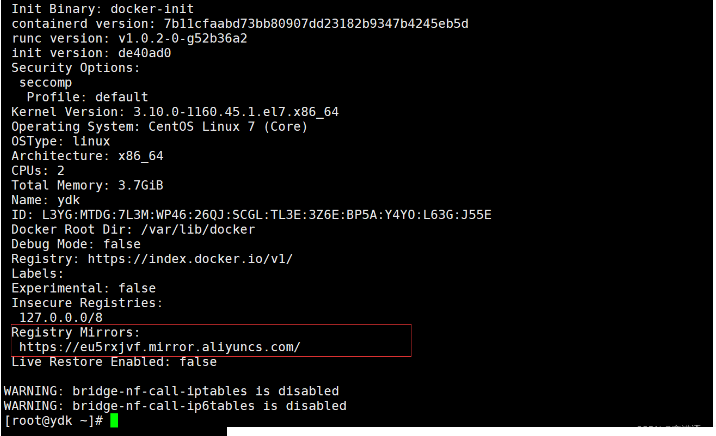 Init Binary: docker-init
containerd version: 7b11cfaabd73bb80907dd23182b9347b4245eb5d
runc version: v1.0.2-0-g52b36a2
init version: de40ad0
Security Options:
seccomp
Profile: default
Kernel Version: 3.10.0-1160.45.1.el7.x86_64
Operating System: CentOS Linux 7 (Core)
OSType: linux
Architecture: x86_64
CPUs: 2
Total Memory: 3.7GiB
Name: ydk
ID: L3YG:MTDG:7L3M:WP46:26QJ:SCGL:TL3E:3Z6E:BP5A:Y4YO:L63G:J55E
Docker Root Dir: /var/lib/docker
Debug Mode: false
Registry: https://index.docker.io/v1/
Labels:
Experimental: false
Insecure Registries:
127.0.0.0/8
Registry Mirrors:
https://eu5rxjvf.mirror.aliyuncs.com/
Live Restore Enabled: false
WARNING: bridge-nf-call-iptables is disabled
WARNING: bridge-nf-call-ip6tables is disabled
[root@ydk ~]#